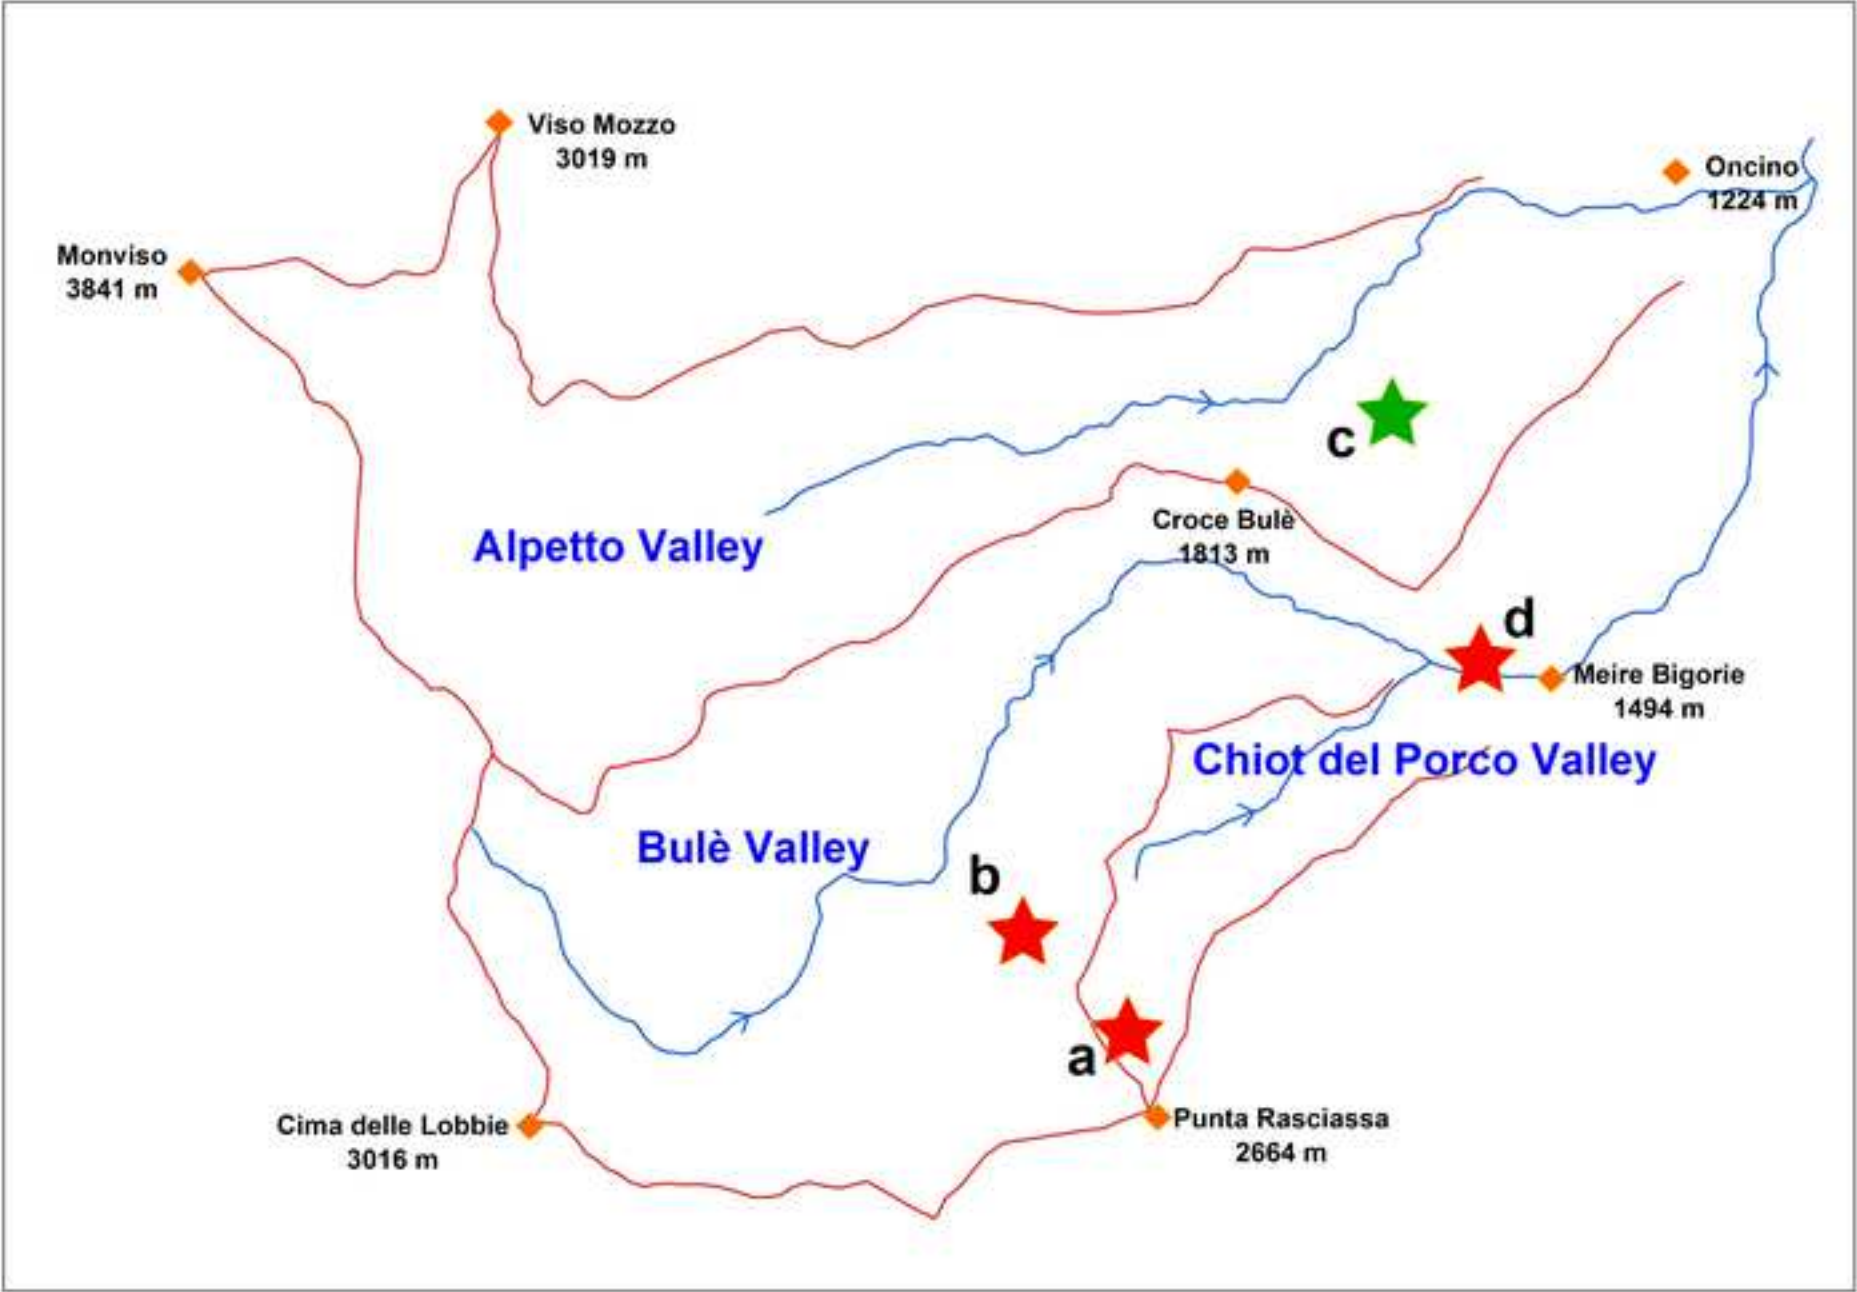 Viso Mozzo
3019 m
Oncino
1224 m
Monviso
3841 m
c
Croce Bulè
1813 m
Alpetto Valley
d
Meire Bigorie
1494 m
Chiot del Porco Valley
Bulè Valley
b
a
Cima delle Lobbie
3016 m
Punta Rasciassa
2664 m